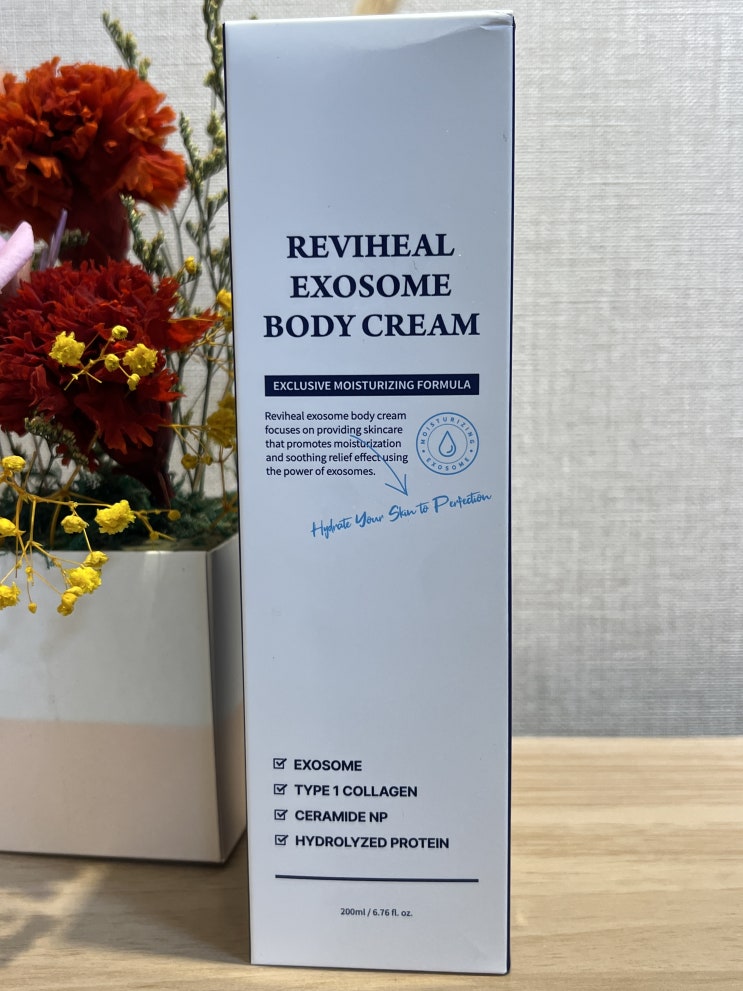 REVIHEAL
EXOSOME
BODY CREAM
EXCLUSIVE MOISTURIZING FORMULA
Reviheal exosome body cream
focuses on providing skincare
that promotes moisturization
and soothing relief effect using
the power of exosomes.
MOISTURIZING
EXOSOME
Hydrate Your Skin to Perfection
EXOSOME
TYPE 1 COLLAGEN
CERAMIDE NP
HYDROLYZED PROTEIN
200ml / 6.76 fl. oz.